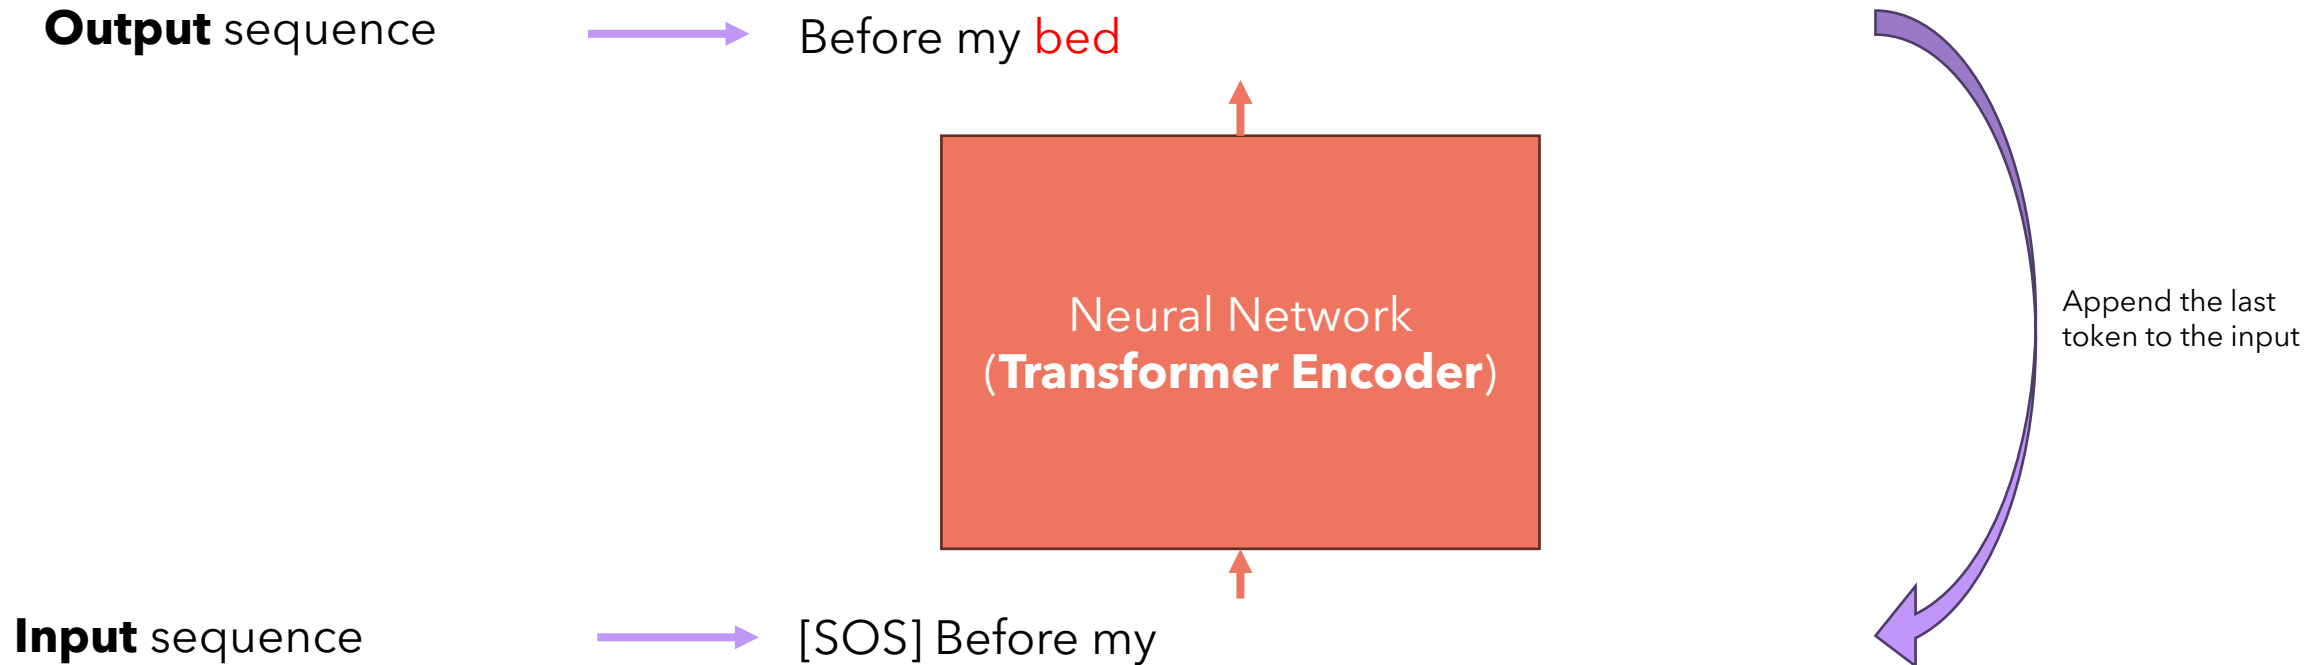 Output sequence
Before my bed
Neural Network
(Transformer Encoder)
Append the last
token to the input
Input sequence
[SOS] Before my